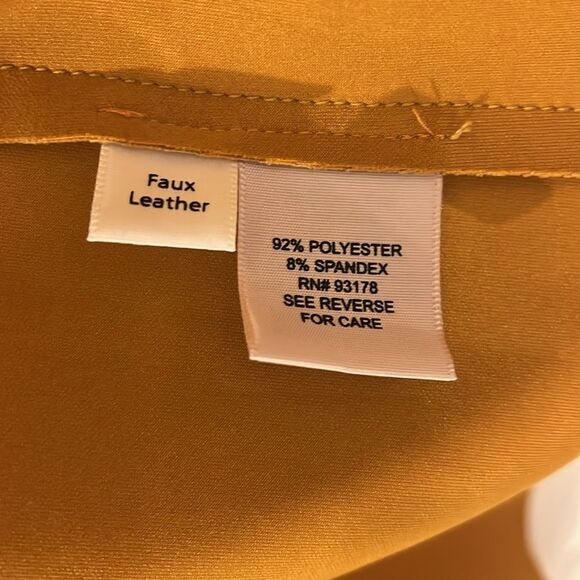 Faux
Leather
92% POLYESTER
8% SPANDEX
RN# 93178
SEE REVERSE
FOR CARE